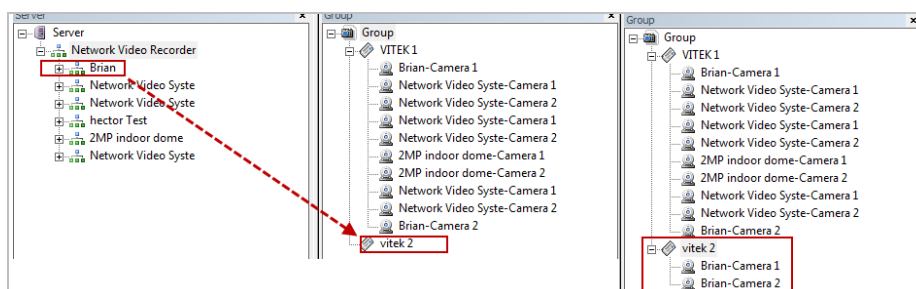 Server
Server
Network Video Recorder
Brian
Network Video Syste
Network Video Syste
hector Test
2MP indoor dome
Network Video Syste
Group
Group
VITEK 1
Brian-Camera 1
Network Video Syste-Camera 1
Network Video Syste-Camera 2
Network Video Syste-Camera 1
Network Video Syste-Camera 2
2MP indoor dome-Camera 1
2MP indoor dome-Camera 2
Network Video Syste-Camera 1
Network Video Syste-Camera 2
Brian-Camera 2
vitek 2
Group
Group
VITEK 1
Brian-Camera 1
Network Video Syste-Camera 1
Network Video Syste-Camera 2
Network Video Syste-Camera 1
Network Video Syste-Camera 2
2MP indoor dome-Camera 1
2MP indoor dome-Camera 2
Network Video Syste-Camera 1
Network Video Syste-Camera 2
Brian-Camera 2
vitek 2
Brian-Camera 1
Brian-Camera 2